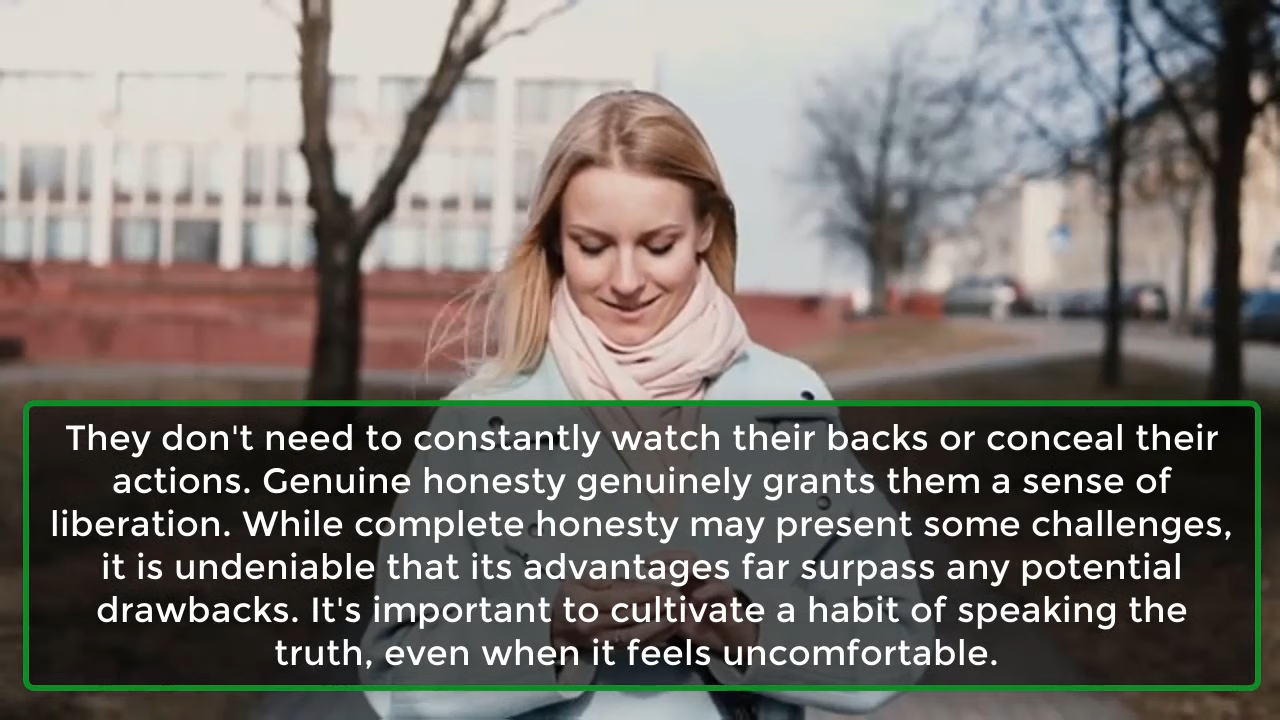 They don't need to constantly watch their backs or conceal their
actions. Genuine honesty genuinely grants them a sense of
liberation. While complete honesty may present some challenges,
it is undeniable that its advantages far surpass any potential
drawbacks. It's important to cultivate a habit of speaking the
truth, even when it feels uncomfortable.